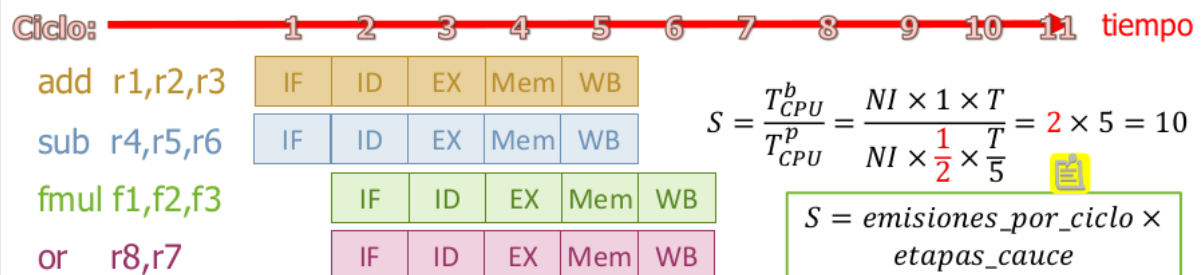 Ciclo: 1 2 3 4 5 6 7 8 9 10 11 tiempo
add r1,r2,r3 IF ID EX Mem WB
sub r4,r5,r6 IF ID EX Mem WB
fmul f1,f2,f3 IF ID EX Mem WB
or r8,r7 IF ID EX Mem WB
S = T^b_CPU / T^p_CPU = NI × 1 × T / NI × 1/2 × T/5 = 2 × 5 = 10
S = emisiones_por_ciclo ×
etapas_cauce